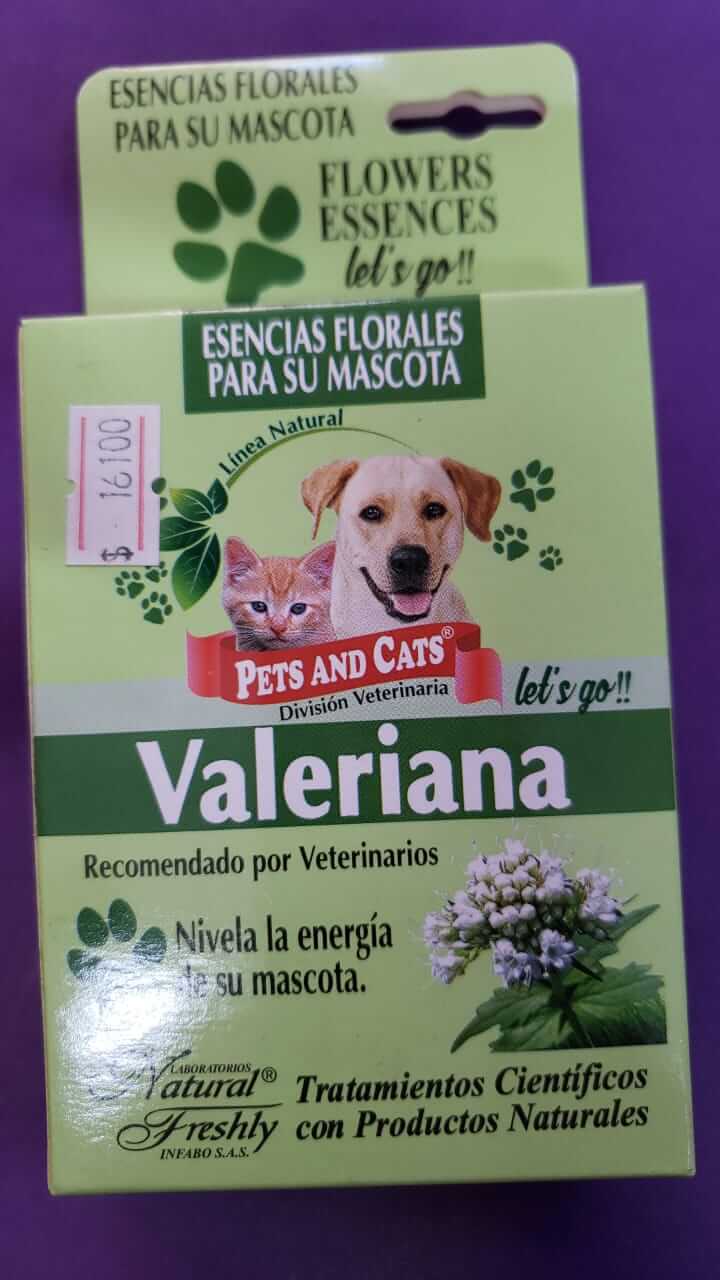 ESENCIAS FLORALES
PARA SU MASCOTA
FLOWERS
ESSENCES
let's go!!
ESENCIAS FLORALES
PARA SU MASCOTA
$ 16100
Línea Natural
PETS AND CATS®
División Veterinaria
let's go!!
Valeriana
Recomendado por Veterinarios
Nivela la energía
de su mascota.
LABORATORIOS
Natural®
Freshly
INFABO S.A.S.
Tratamientos Científicos
con Productos Naturales